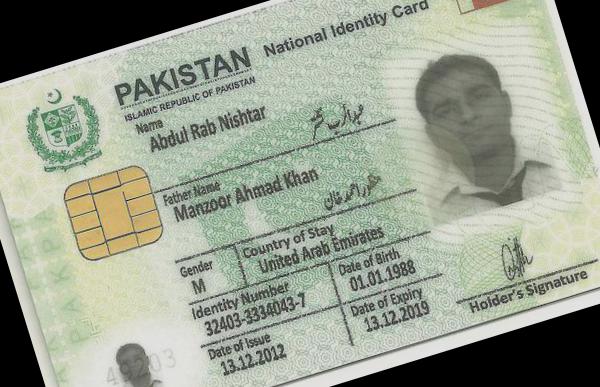 PAKISTAN National Identity Card
ISLAMIC REPUBLIC OF PAKISTAN
Name
Abdul Rab Nishtar
عبدالرب نشتر
Father Name
Manzoor Ahmad Khan
منظور احمد خان
Gender
M
Country of Stay
United Arab Emirates
Identity Number
32403-3334043-7
Date of Birth
01.01.1988
Date of Issue
13.12.2012
Date of Expiry
13.12.2019
Holder's Signature